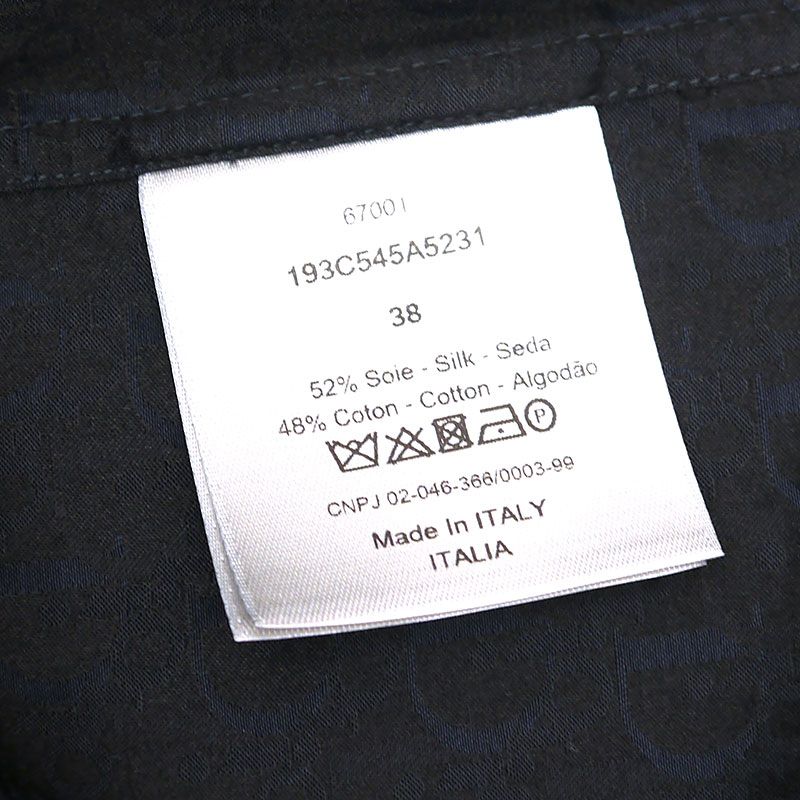 67001
193C545A5231
38
52% Soie - Silk - Seda
48% Coton - Cotton - Algodão
P
CNPJ 02-046-366/0003-99
Made In ITALY
ITALIA